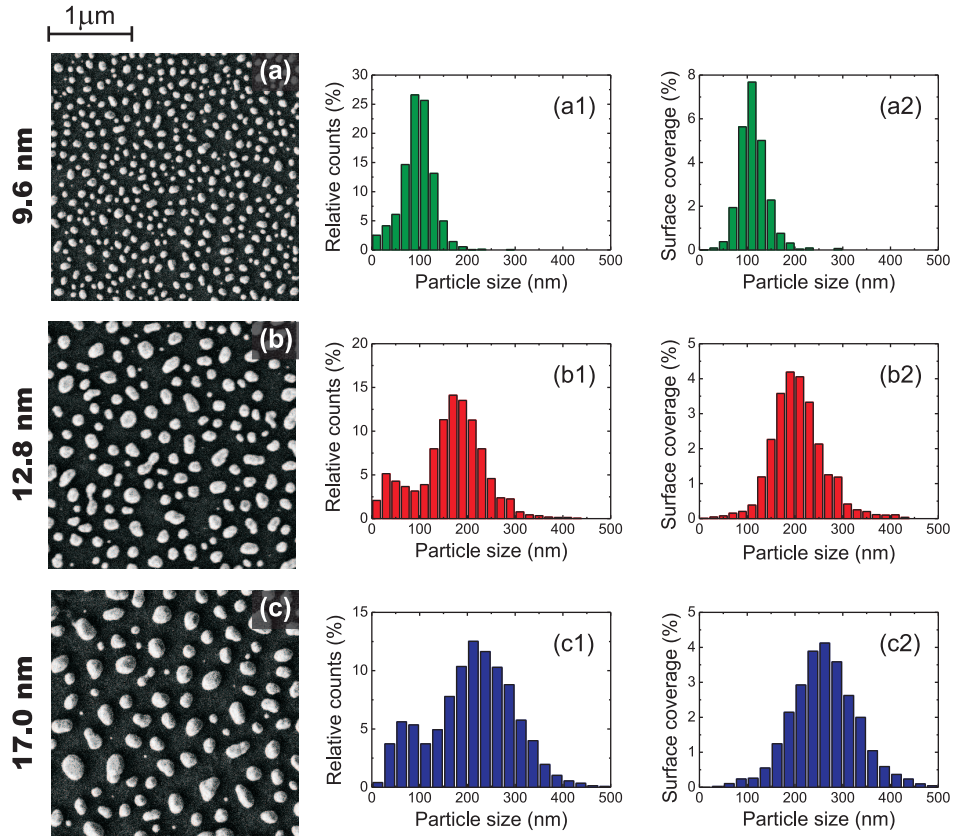 1μm
9.6 nm
(a)
Relative counts (%)
30
25
20
15
10
5
0
0 100 200 300 400 500
Particle size (nm)
(a1)
Surface coverage (%)
8
6
4
2
0
0 100 200 300 400 500
Particle size (nm)
(a2)
12.8 nm
(b)
Relative counts (%)
20
15
10
5
0
0 100 200 300 400 500
Particle size (nm)
(b1)
Surface coverage (%)
5
4
3
2
1
0
0 100 200 300 400 500
Particle size (nm)
(b2)
17.0 nm
(c)
Relative counts (%)
15
10
5
0
0 100 200 300 400 500
Particle size (nm)
(c1)
Surface coverage (%)
5
4
3
2
1
0
0 100 200 300 400 500
Particle size (nm)
(c2)